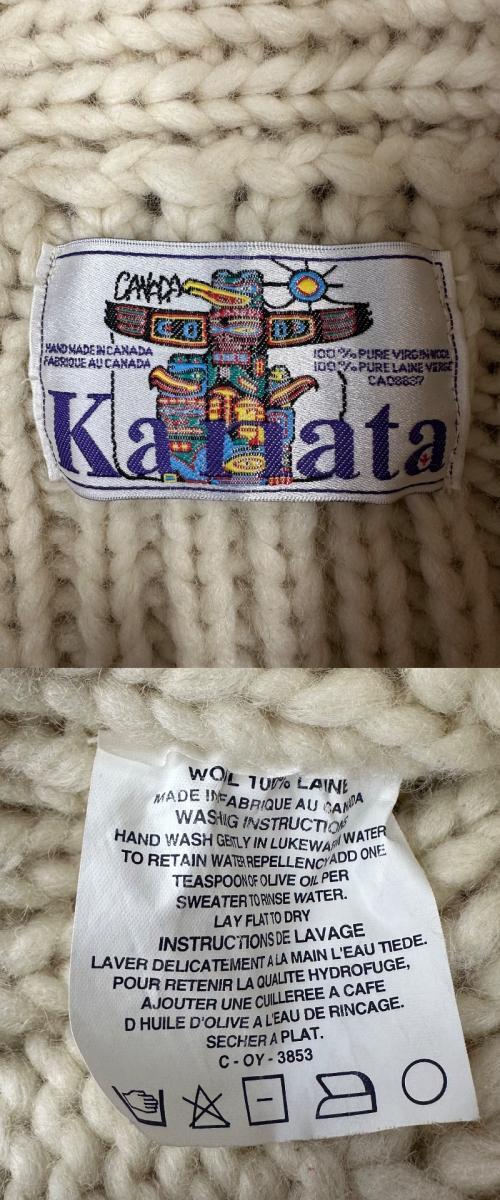 CANADA
HAND MADE IN CANADA
FABRIQUE AU CANADA
100% PURE VIRGIN WOOL
100% PURE LAINE VIERGE
CA08837
Kanata
WOOL 100% LAINE
MADE IN/FABRIQUE AU CANADA
WASHING INSTRUCTIONS
HAND WASH GENTLY IN LUKEWARM WATER
TO RETAIN WATER REPELLENCY ADD ONE
TEASPOON OF OLIVE OIL PER
SWEATER TO RINSE WATER.
LAY FLAT TO DRY
INSTRUCTIONS DE LAVAGE
LAVER DELICATEMENT A LA MAIN L'EAU TIEDE.
POUR RETENIR LA QUALITE HYDROFUGE,
AJOUTER UNE CUILLEREE A CAFE
D HUILE D'OLIVE A L'EAU DE RINCAGE.
SECHER A PLAT.
C - OY - 3853